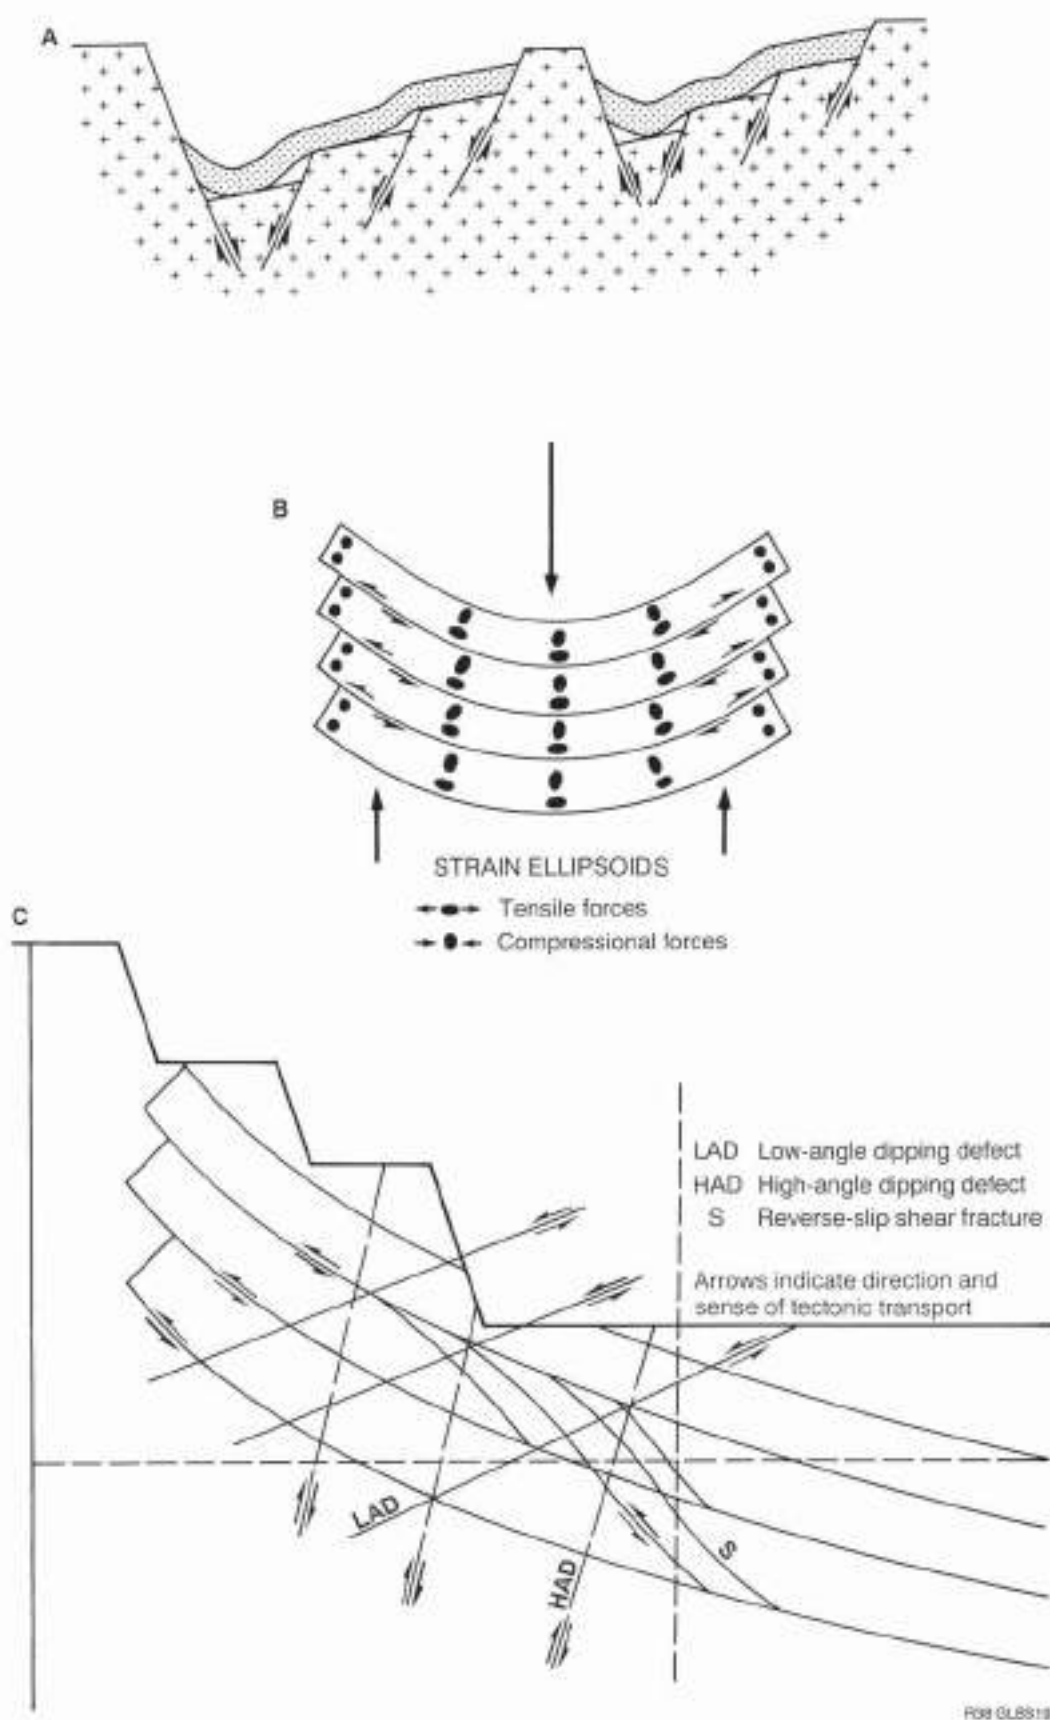 A
B
STRAIN ELLIPSOIDS
Tensile forces
Compressional forces
C
LAD Low-angle dipping defect
HAD High-angle dipping defect
S Reverse-slip shear fracture
Arrows indicate direction and
sense of tectonic transport
LAD
HAD
S